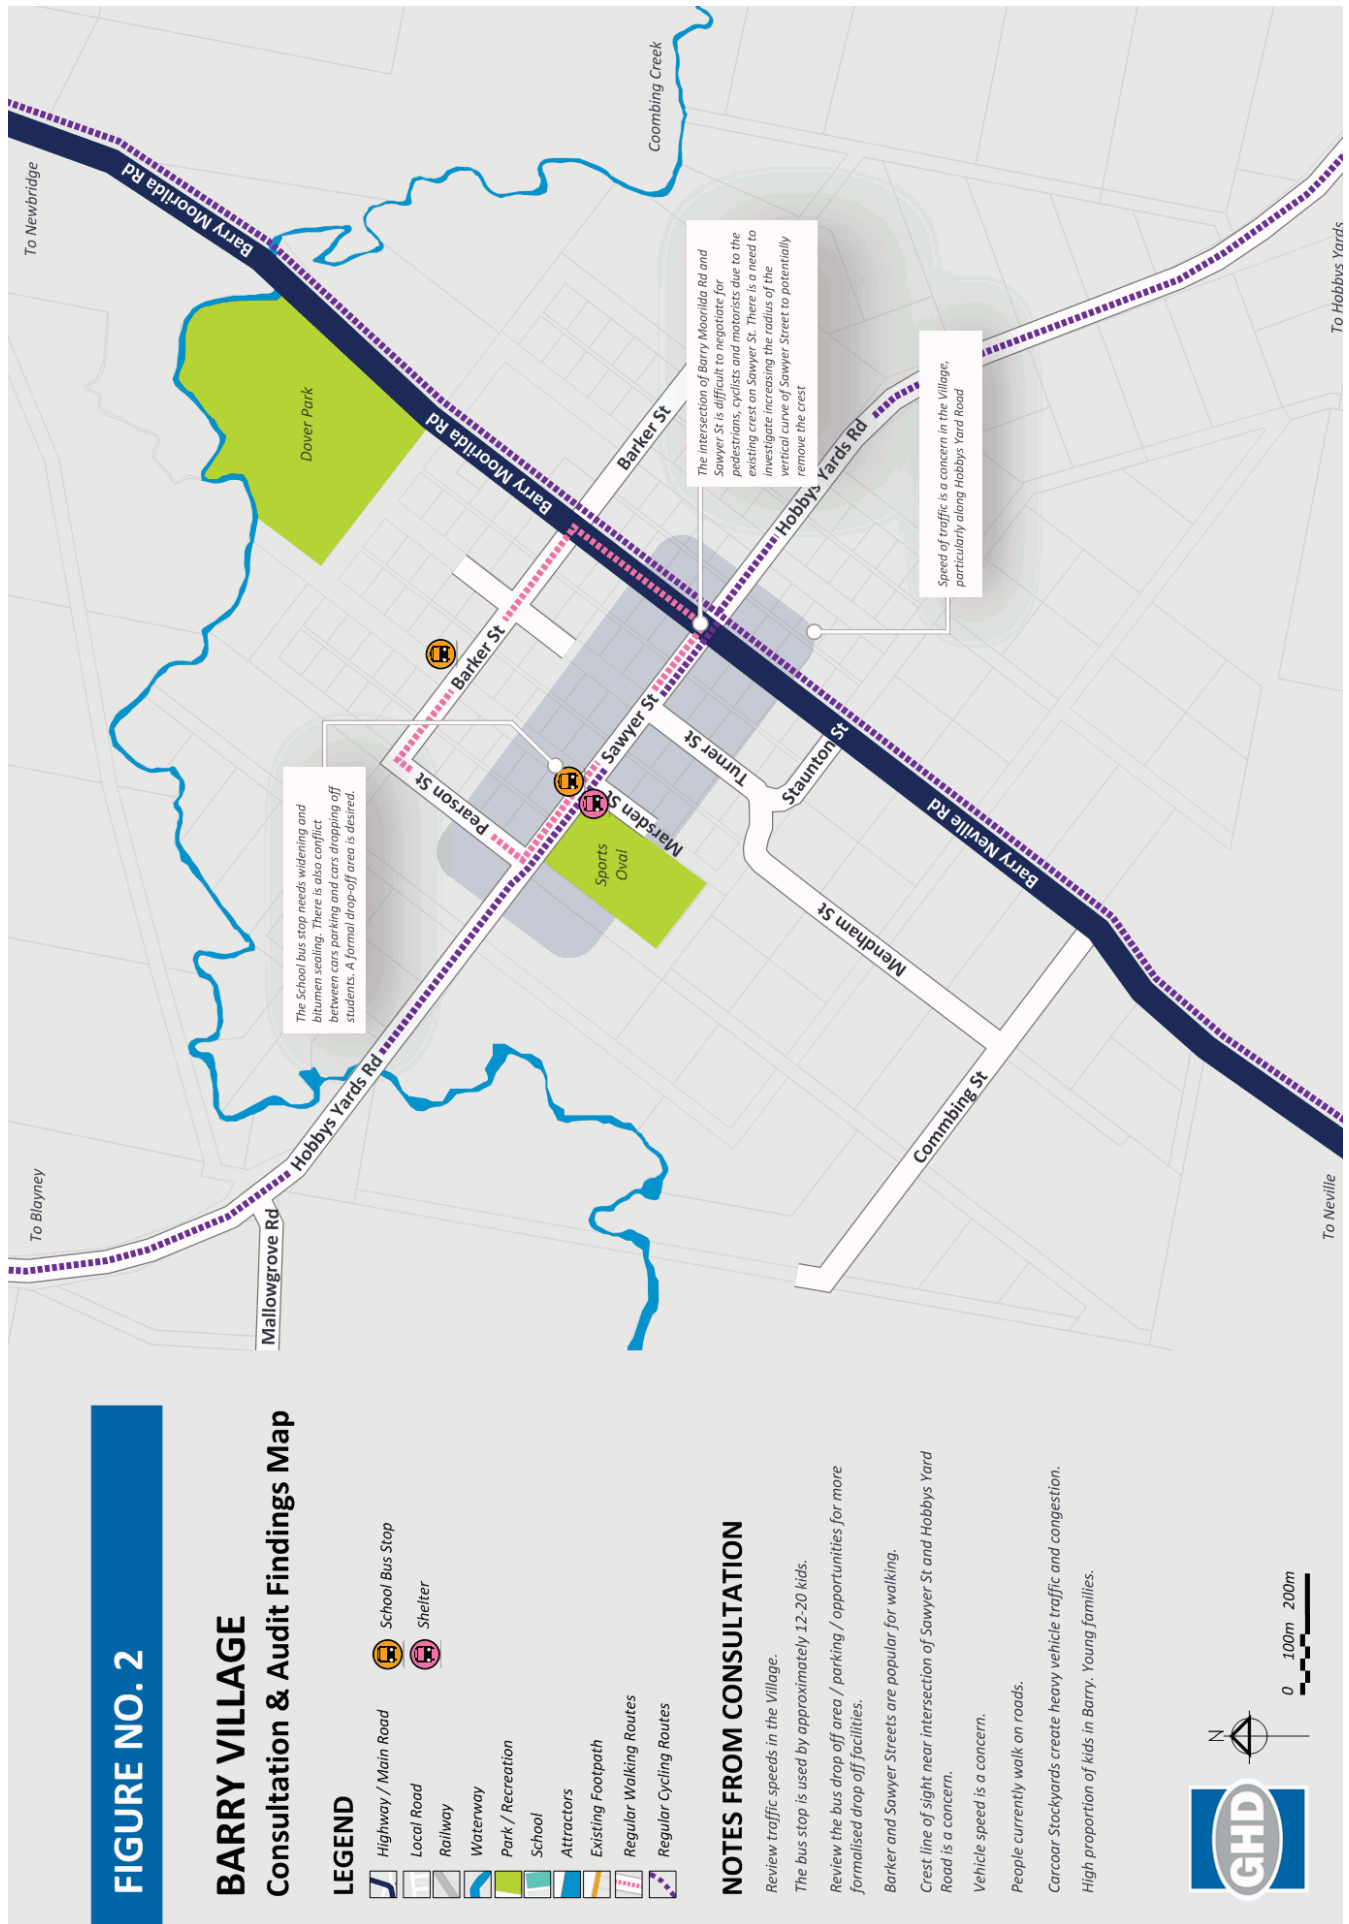 FIGURE NO. 2
BARRY VILLAGE
Consultation & Audit Findings Map
LEGEND
Highway / Main Road
Local Road
Railway
Waterway
Park / Recreation
School
Attractors
Existing Footpath
Regular Walking Routes
Regular Cycling Routes
School Bus Stop
Shelter
NOTES FROM CONSULTATION
Review traffic speeds in the Village.
The bus stop is used by approximately 12-20 kids.
Review the bus drop off area / parking / opportunities for more
formalised drop off facilities.
Barker and Sawyer Streets are popular for walking.
Crest line of sight near intersection of Sawyer St and Hobbys Yard
Road is a concern.
Vehicle speed is a concern.
People currently walk on roads.
Carcoar Stockyards create heavy vehicle traffic and congestion.
High proportion of kids in Barry. Young families.
GHD
N
0 100m 200m
To Blayney
To Newbridge
Mallowgrove Rd
Hobbys Yards Rd
Barry Moorilda Rd
Dover Park
The School bus stop needs widening and
bitumen sealing. There is also conflict
between cars parking and cars dropping off
students. A formal drop-off area is desired.
Pearson St
Barker St
Barry Moorilda Rd
Barker St
Coombing Creek
Sports
Oval
Sawyer St
Marsden St
Turner St
Staunton St
Mendham St
Commbing St
Barry Neville Rd
The intersection of Barry Moorilda Rd and
Sawyer St is difficult to negotiate for
pedestrians, cyclists and motorists due to the
existing crest on Sawyer St. There is a need to
investigate increasing the radius of the
vertical curve of Sawyer Street to potentially
remove the crest
Hobbys Yards Rd
Speed of traffic is a concern in the Village,
particularly along Hobbys Yard Road
To Neville
To Hobbys Yards